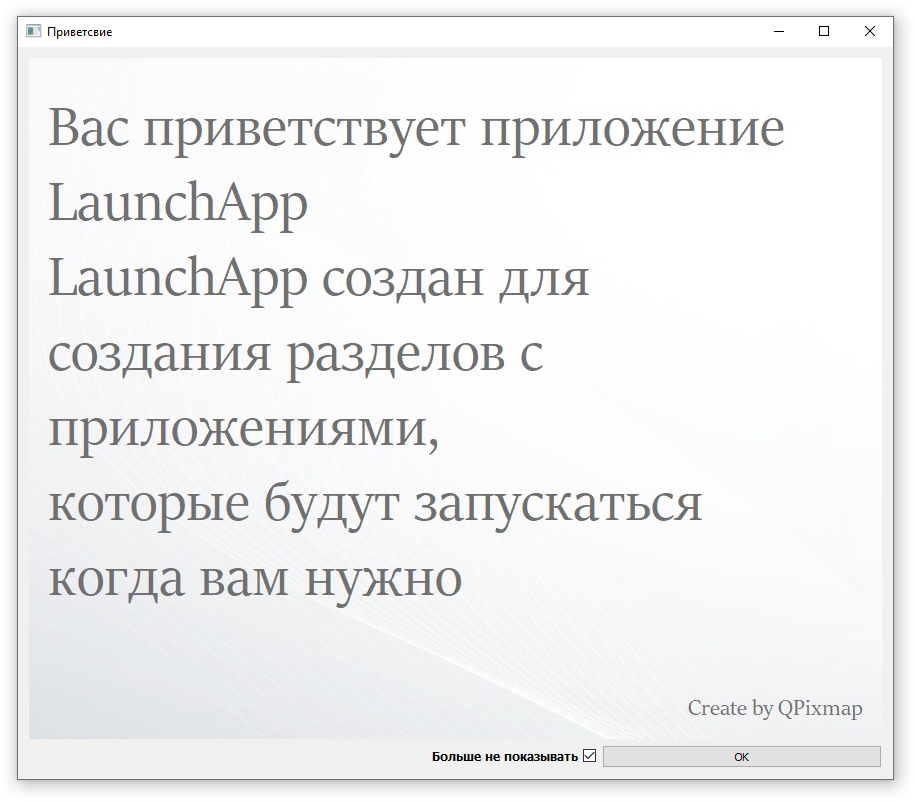 Приветсвие
Вас приветствует приложение
LaunchApp
LaunchApp создан для
создания разделов с
приложениями,
которые будут запускаться
когда вам нужно
Create by QPixmap
Больше не показывать
OK